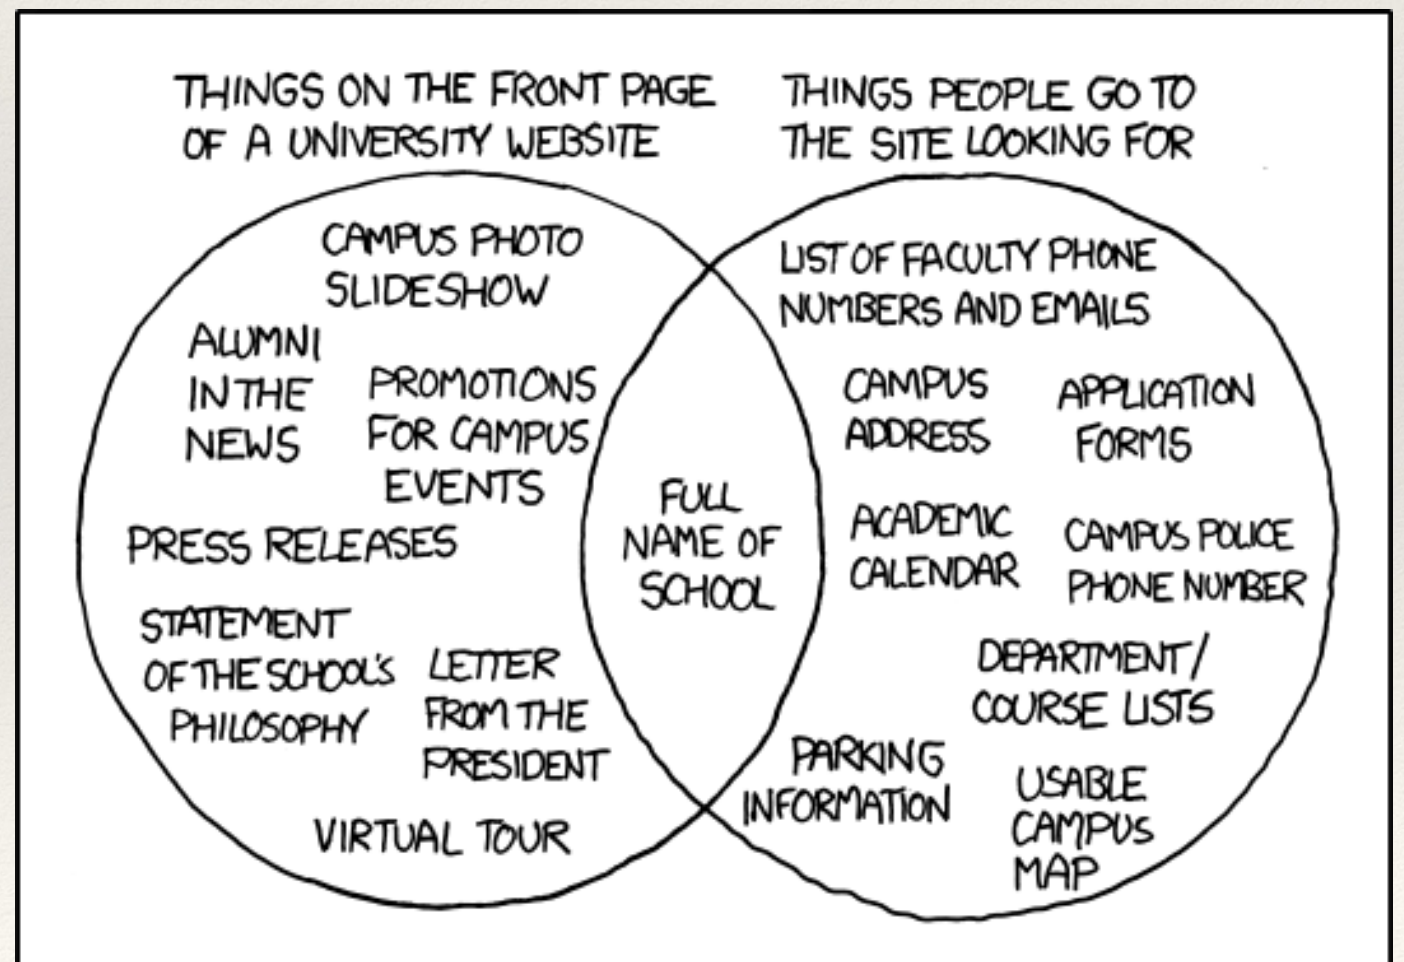 THINGS ON THE FRONT PAGE
OF A UNIVERSITY WEBSITE
THINGS PEOPLE GO TO
THE SITE LOOKING FOR
CAMPUS PHOTO
SLIDESHOW
ALUMNI
IN THE
NEWS
PROMOTIONS
FOR CAMPUS
EVENTS
PRESS RELEASES
STATEMENT
OF THE SCHOOL'S
PHILOSOPHY
LETTER
FROM THE
PRESIDENT
VIRTUAL TOUR
FULL
NAME OF
SCHOOL
LIST OF FACULTY PHONE
NUMBERS AND EMAILS
CAMPUS
ADDRESS
APPLICATION
FORMS
ACADEMIC
CALENDAR
CAMPUS POLICE
PHONE NUMBER
DEPARTMENT/
COURSE LISTS
PARKING
INFORMATION
USABLE
CAMPUS
MAP